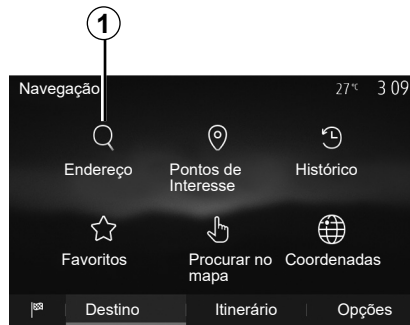 1
Navegação 27°C 3 09
Endereço Pontos de Interesse Histórico
Favoritos Procurar no mapa Coordenadas
Destino Itinerário Opções